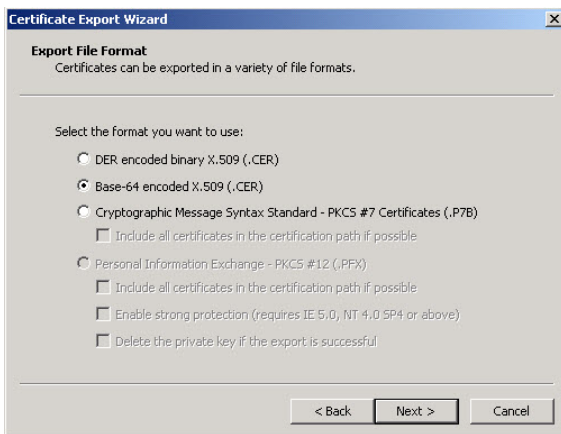 Certificate Export Wizard
Export File Format
Certificates can be exported in a variety of file formats.
Select the format you want to use:
DER encoded binary X.509 (.CER)
Base-64 encoded X.509 (.CER)
Cryptographic Message Syntax Standard - PKCS #7 Certificates (.P7B)
Include all certificates in the certification path if possible
Personal Information Exchange - PKCS #12 (.PFX)
Include all certificates in the certification path if possible
Enable strong protection (requires IE 5.0, NT 4.0 SP4 or above)
Delete the private key if the export is successful
< Back Next > Cancel